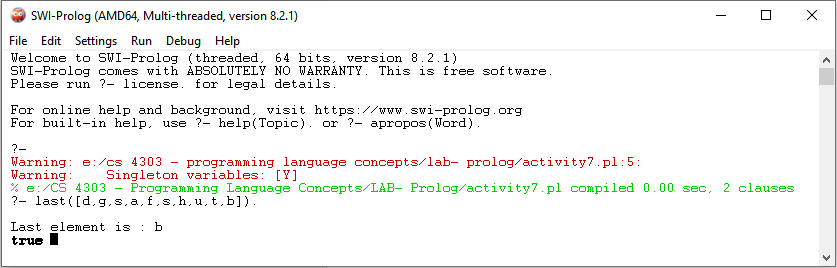 SWI-Prolog (AMD64, Multi-threaded, version 8.2.1)
File Edit Settings Run Debug Help
Welcome to SWI-Prolog (threaded, 64 bits, version 8.2.1)
SWI-Prolog comes with ABSOLUTELY NO WARRANTY. This is free software.
Please run ?- license. for legal details.
For online help and background, visit https://www.swi-prolog.org
For built-in help, use ?- help(Topic). or ?- apropos(Word).
?-
Warning: e:/cs 4303 - programming language concepts/lab- prolog/activity7.pl:5:
Warning:    Singleton variables: [Y]
% e:/CS 4303 - Programming Language Concepts/LAB- Prolog/activity7.pl compiled 0.00 sec, 2 clauses
?- last([d,g,s,a,f,s,h,u,t,b]).
Last element is : b
true